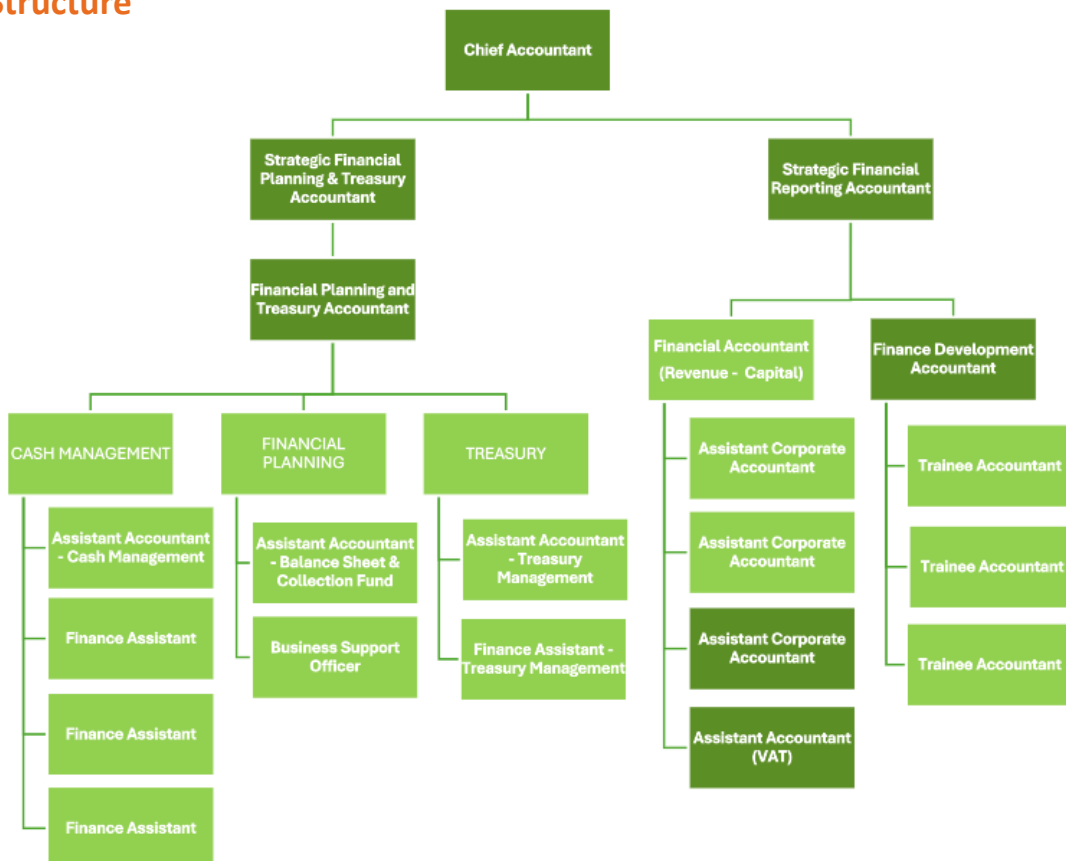 Structure
Chief Accountant
Strategic Financial
Planning & Treasury
Accountant
Strategic Financial
Reporting Accountant
Financial Planning and
Treasury Accountant
Financial Accountant
(Revenue - Capital)
Finance Development
Accountant
CASH MANAGEMENT
FINANCIAL
PLANNING
TREASURY
Assistant Accountant
- Cash Management
Finance Assistant
Finance Assistant
Finance Assistant
Assistant Accountant
- Balance Sheet &
Collection Fund
Business Support
Officer
Assistant Accountant
- Treasury
Management
Finance Assistant -
Treasury Management
Assistant Corporate
Accountant
Assistant Corporate
Accountant
Assistant Corporate
Accountant
Assistant Accountant
(VAT)
Trainee Accountant
Trainee Accountant
Trainee Accountant